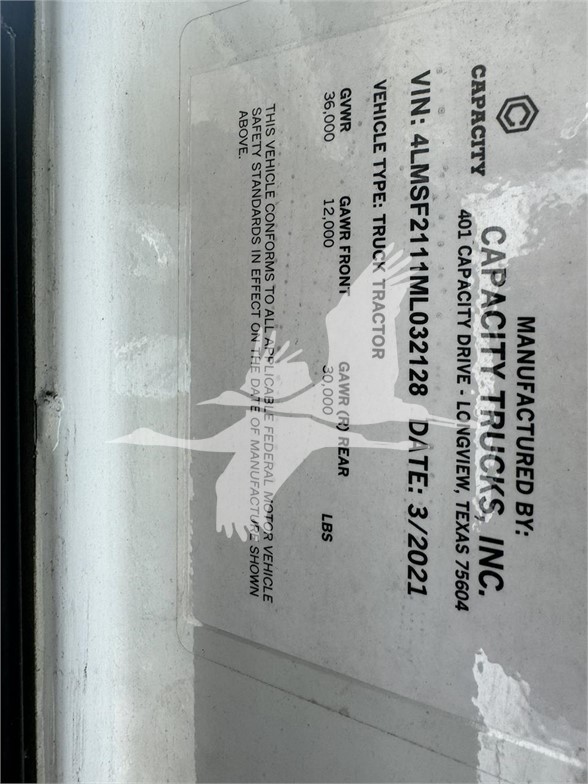 MANUFACTURED BY:
CAPACITY TRUCKS, INC.
CAPACITY
401 CAPACITY DRIVE - LONGVIEW, TEXAS 75604
VIN: 4LMSF2111ML032128 DATE: 3/2021
VEHICLE TYPE: TRUCK TRACTOR
GVWR GAWR FRONT GAWR (R) REAR LBS
36,000 12,000 30,000
THIS VEHICLE CONFORMS TO ALL APPLICABLE FEDERAL MOTOR VEHICLE
SAFETY STANDARDS IN EFFECT ON THE DATE OF MANUFACTURE SHOWN
ABOVE.